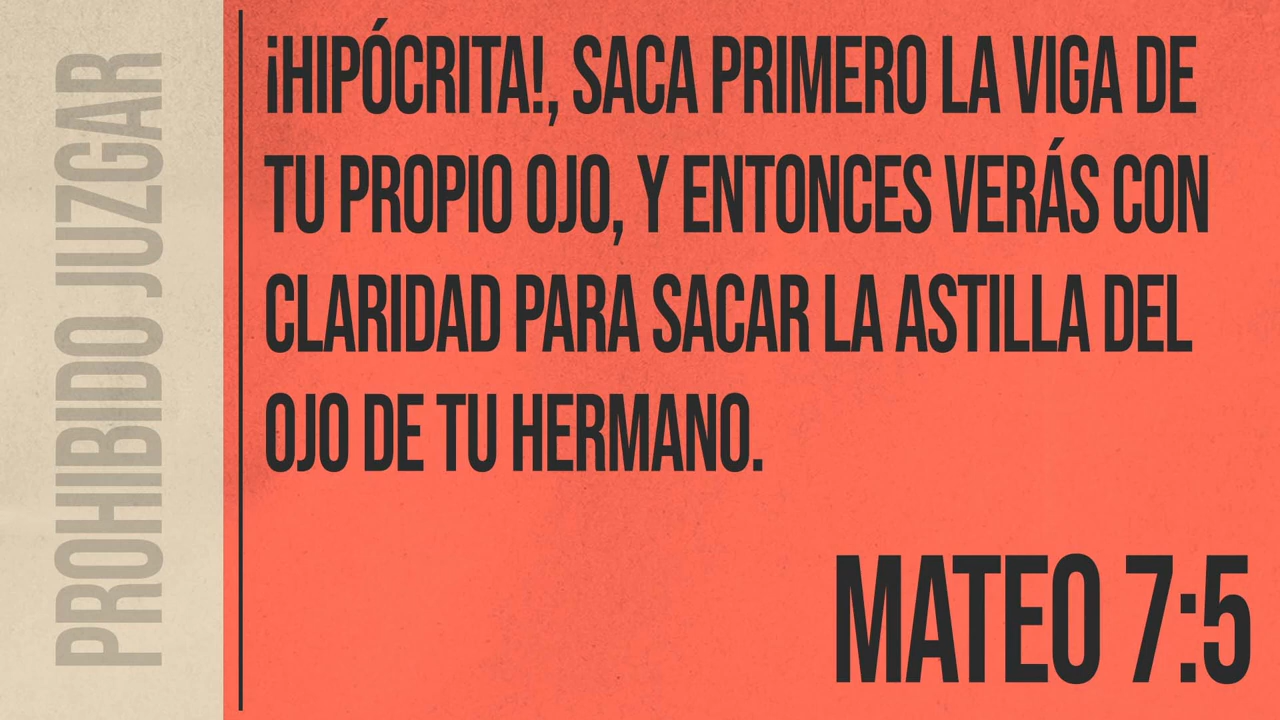 PROHIBIDO JUZGAR
¡HIPÓCRITA!, SACA PRIMERO LA VIGA DE
TU PROPIO OJO, Y ENTONCES VERÁS CON
CLARIDAD PARA SACAR LA ASTILLA DEL
OJO DE TU HERMANO.
MATEO 7:5